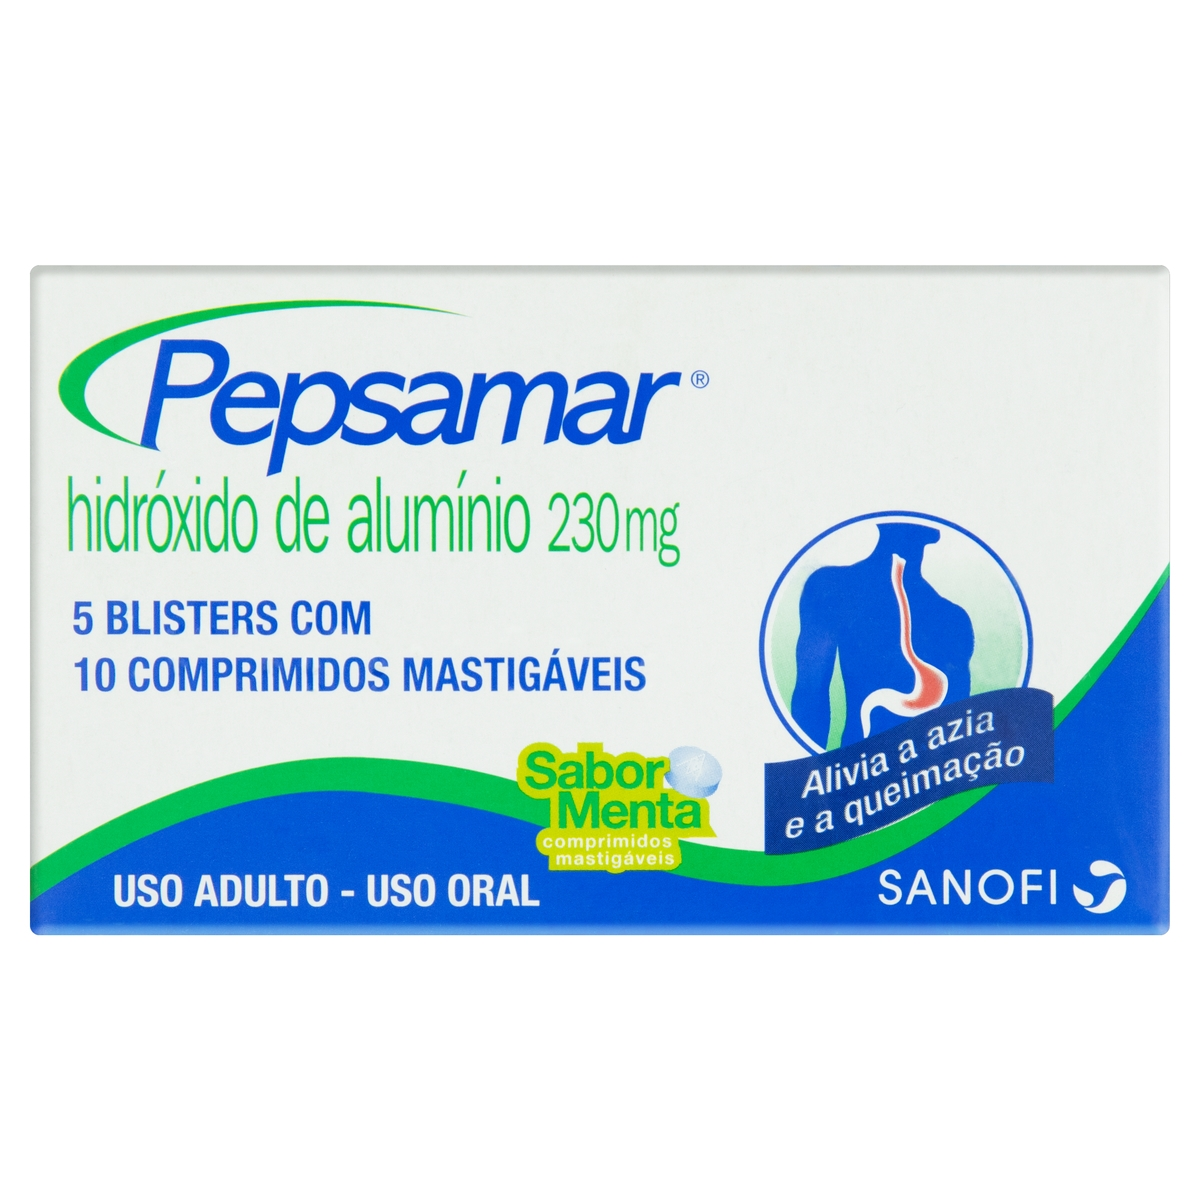 Pepsamar®
hidróxido de alumínio 230mg
5 BLISTERS COM
10 COMPRIMIDOS MASTIGÁVEIS
Sabor
Menta
comprimidos
mastigáveis
Alivia a azia
e a queimação
USO ADULTO - USO ORAL
SANOFI